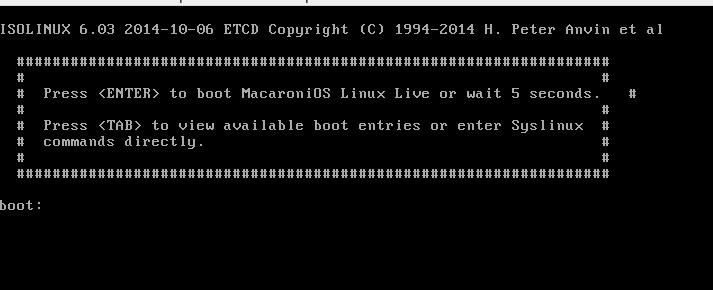 ISOLINUX 6.03 2014-10-06 ETCD Copyright (C) 1994-2014 H. Peter Anvin et al
##################################################################
#                                                                #
#  Press <ENTER> to boot MacaroniOS Linux Live or wait 5 seconds.   #
#                                                                #
#  Press <TAB> to view available boot entries or enter Syslinux  #
#  commands directly.                                            #
#                                                                #
##################################################################
boot: